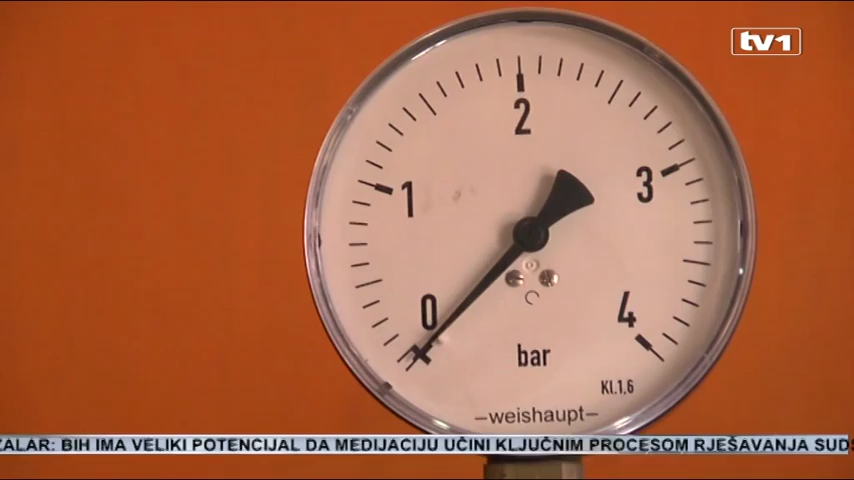 tv1
2
1
3
0
4
bar
Kl.1,6
–weishaupt–
ZALAR: BIH IMA VELIKI POTENCIJAL DA MEDIJACIJU UČINI KLJUČNIM PROCESOM RJEŠAVANJA SUDS